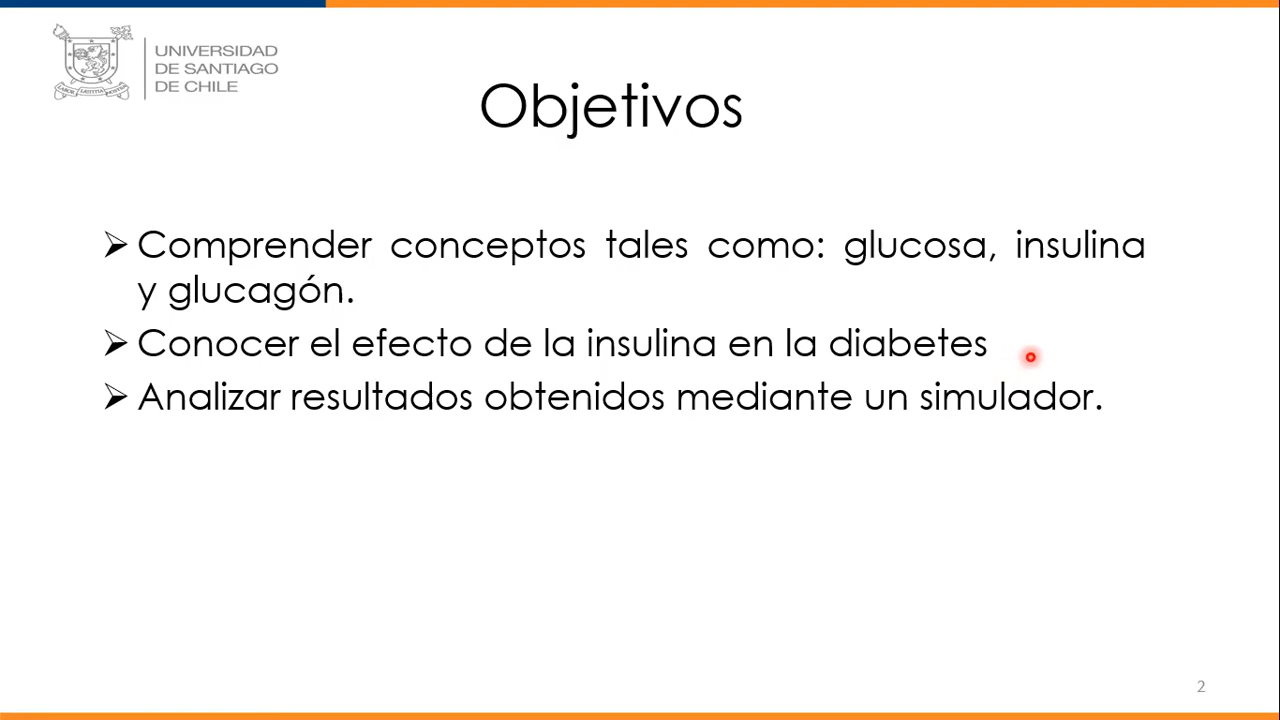 UNIVERSIDAD
DE SANTIAGO
DE CHILE
Objetivos
➢ Comprender conceptos tales como: glucosa, insulina
y glucagón.
➢ Conocer el efecto de la insulina en la diabetes
➢ Analizar resultados obtenidos mediante un simulador.
2